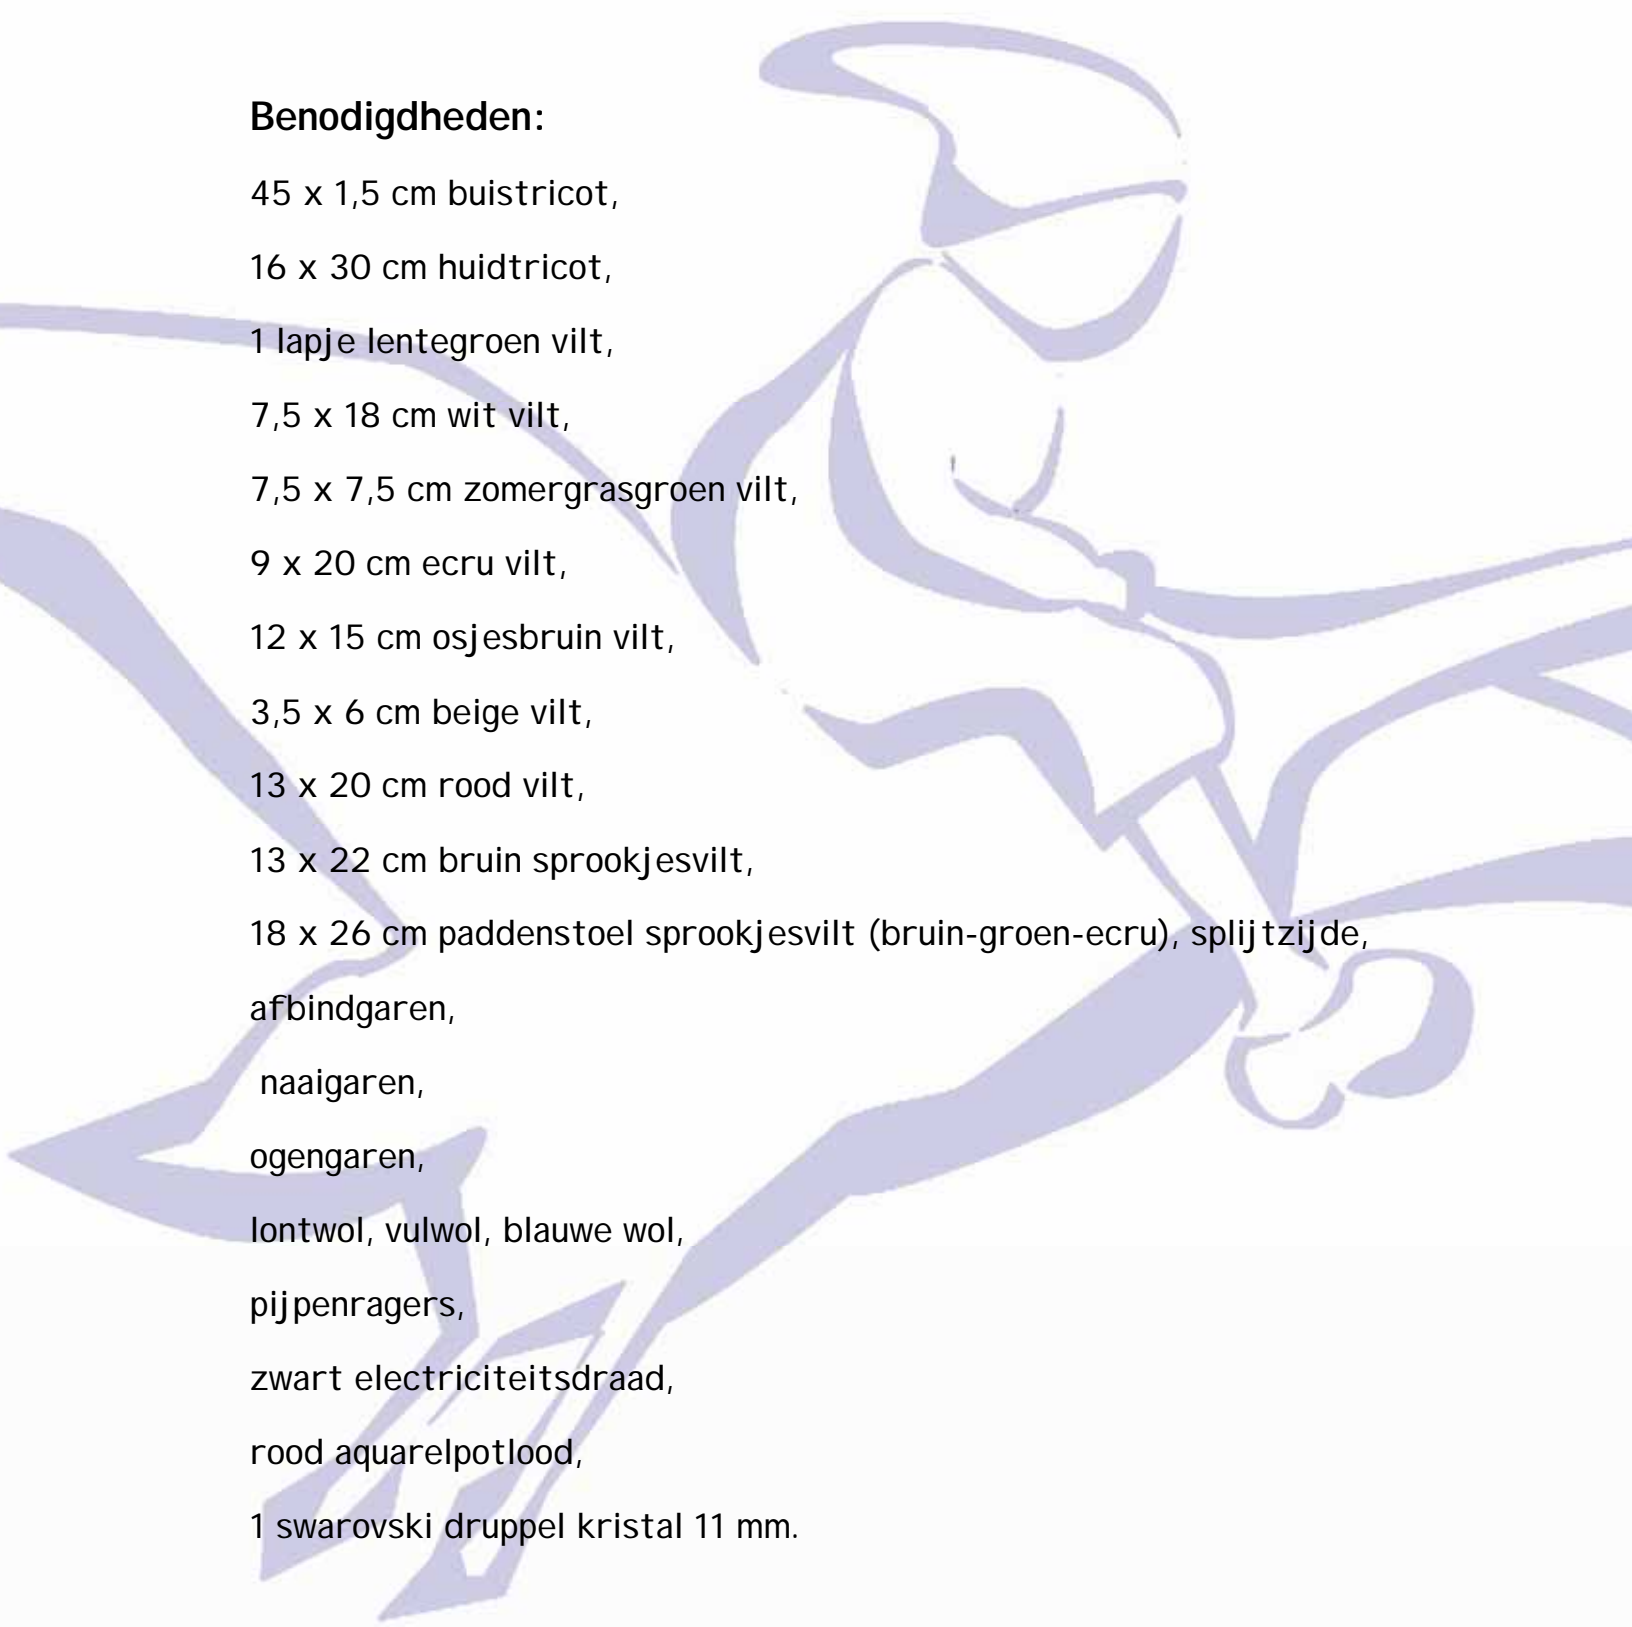 Benodigdheden:
45 x 1,5 cm buistricot,
16 x 30 cm huidtricot,
1 lapje lentegroen vilt,
7,5 x 18 cm wit vilt,
7,5 x 7,5 cm zomergrasgroen vilt,
9 x 20 cm ecru vilt,
12 x 15 cm osjesbruin vilt,
3,5 x 6 cm beige vilt,
13 x 20 cm rood vilt,
13 x 22 cm bruin sprookjesvilt,
18 x 26 cm paddenstoel sprookjesvilt (bruin-groen-ecru), splijtzijde,
afbindgaren,
naaigaren,
ogengaren,
lontwol, vulwol, blauwe wol,
pijpenragers,
zwart electriciteitsdraad,
rood aquarelpotlood,
1 swarovski druppel kristal 11 mm.